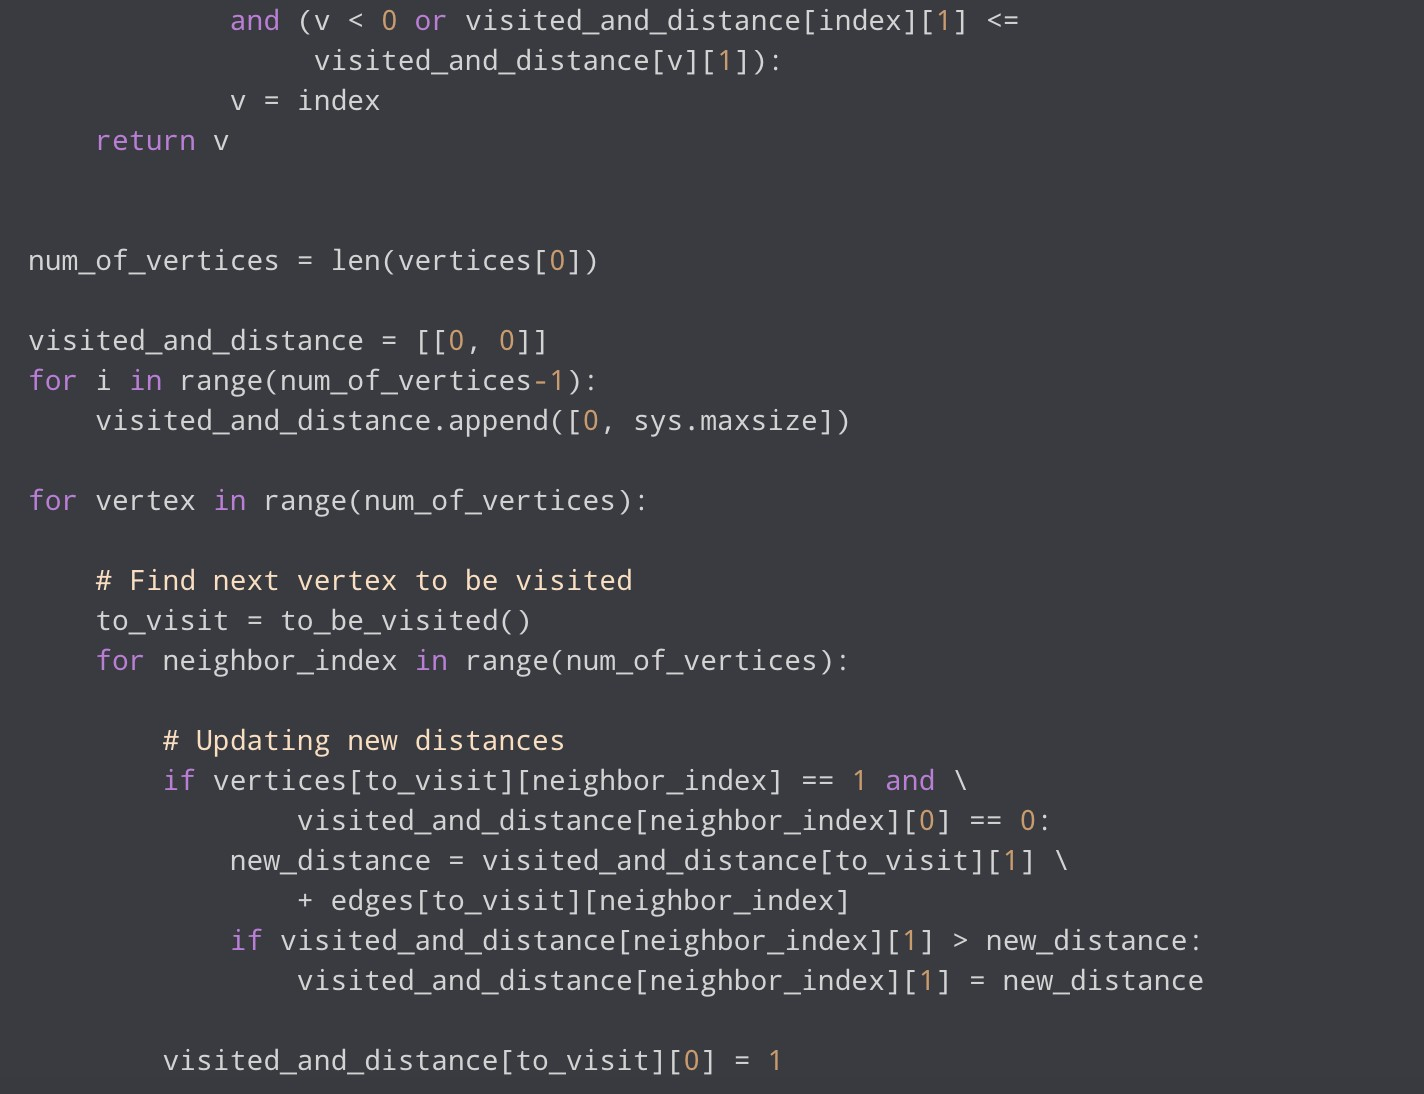 and (v < 0 or visited_and_distance[index][1] <=
                 visited_and_distance[v][1]):
            v = index
    return v
num_of_vertices = len(vertices[0])
visited_and_distance = [[0, 0]]
for i in range(num_of_vertices-1):
    visited_and_distance.append([0, sys.maxsize])
for vertex in range(num_of_vertices):
    # Find next vertex to be visited
    to_visit = to_be_visited()
    for neighbor_index in range(num_of_vertices):
        # Updating new distances
        if vertices[to_visit][neighbor_index] == 1 and \
                visited_and_distance[neighbor_index][0] == 0:
            new_distance = visited_and_distance[to_visit][1] \
                + edges[to_visit][neighbor_index]
            if visited_and_distance[neighbor_index][1] > new_distance:
                visited_and_distance[neighbor_index][1] = new_distance
        visited_and_distance[to_visit][0] = 1